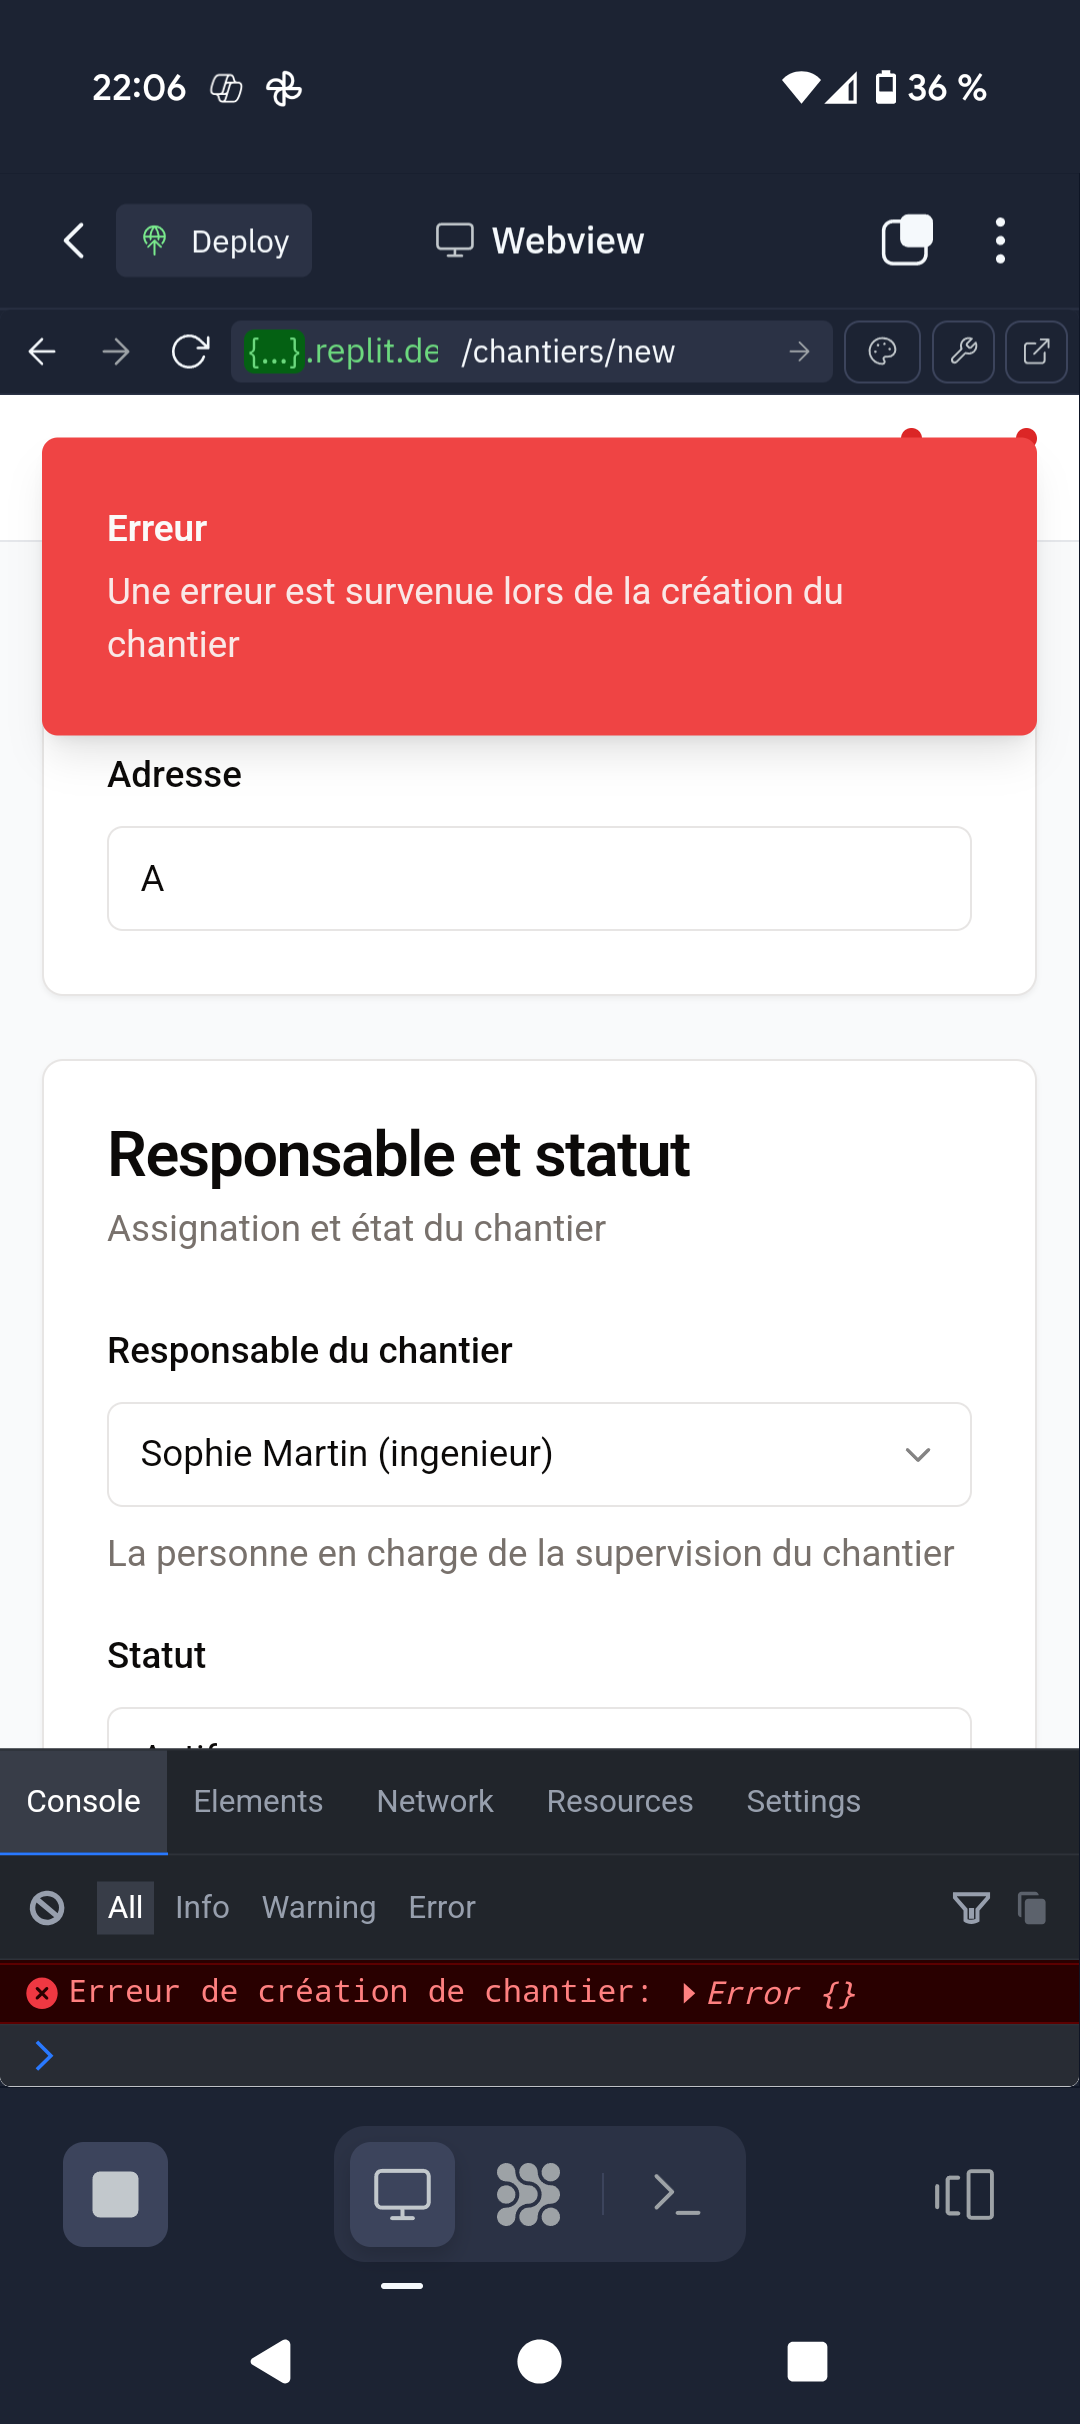 22:06
36 %
Deploy
Webview
{...}.replit.de /chantiers/new
Erreur
Une erreur est survenue lors de la création du
chantier
Adresse
A
Responsable et statut
Assignation et état du chantier
Responsable du chantier
Sophie Martin (ingenieur)
La personne en charge de la supervision du chantier
Statut
Console Elements Network Resources Settings
All Info Warning Error
Erreur de création de chantier: Error {}